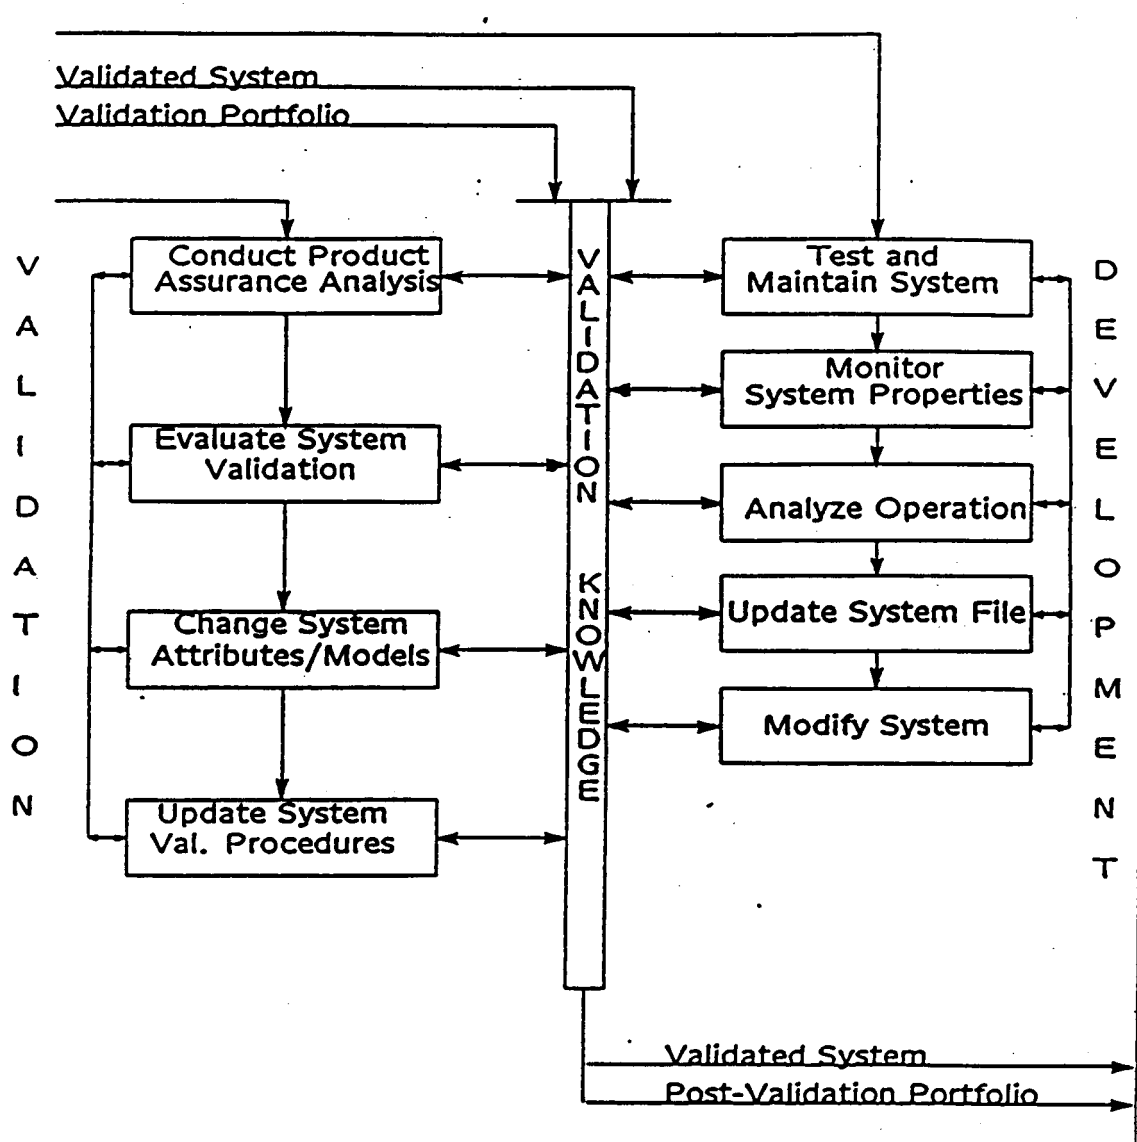 Validated System
Validation Portfolio
VALIDATION
Conduct Product
Assurance Analysis
Evaluate System
Validation
Change System
Attributes/Models
Update System
Val. Procedures
VALIDATION KNOWLEDGE
Test and
Maintain System
Monitor
System Properties
Analyze Operation
Update System File
Modify System
DEVELOPMENT
Validated System
Post-Validation Portfolio